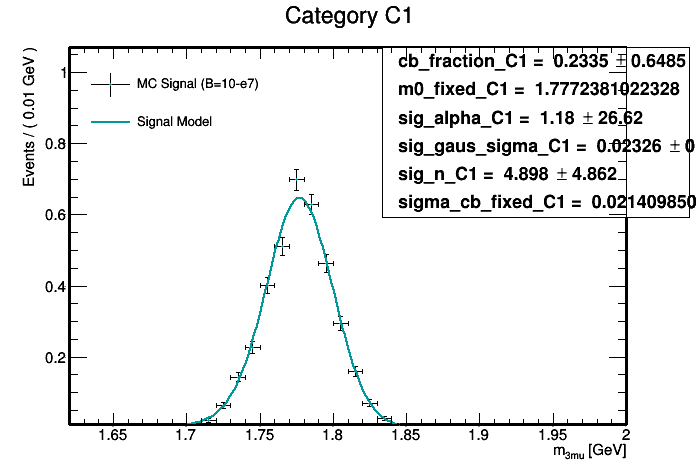 Category C1
Events / ( 0.01 GeV )
1
0.8
0.6
0.4
0.2
MC Signal (B=10-e7)
Signal Model
cb_fraction_C1 = 0.2335 ± 0.6485
m0_fixed_C1 = 1.7772381022328
sig_alpha_C1 = 1.18 ± 26.62
sig_gaus_sigma_C1 = 0.02326 ± 0
sig_n_C1 = 4.898 ± 4.862
sigma_cb_fixed_C1 = 0.021409850
1.65 1.7 1.75 1.8 1.85 1.9 1.95 2
m3mu [GeV]